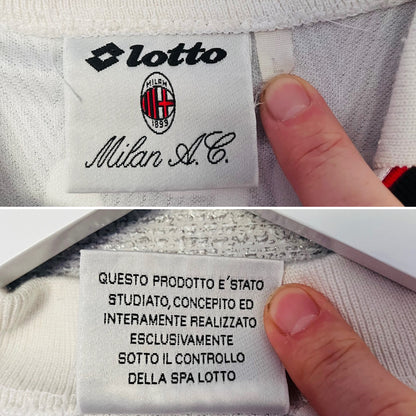 lotto
MILAN
1899
Milan A.C.
QUESTO PRODOTTO E´STATO
STUDIATO, CONCEPITO ED
INTERAMENTE REALIZZATO
ESCLUSIVAMENTE
SOTTO IL CONTROLLO
DELLA SPA LOTTO